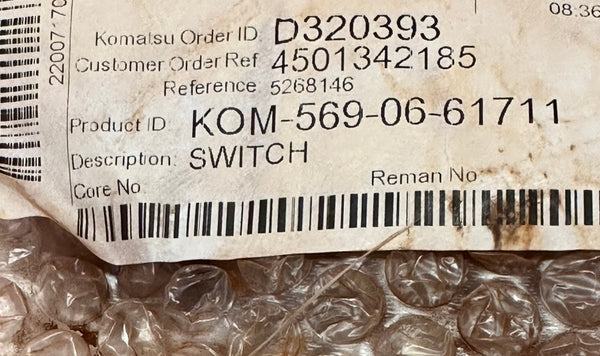 08:36
Komatsu Order ID: D320393
Customer Order Ref 4501342185
Reference 5268146
Product ID: KOM-569-06-61711
Description: SWITCH
Core No
Reman No